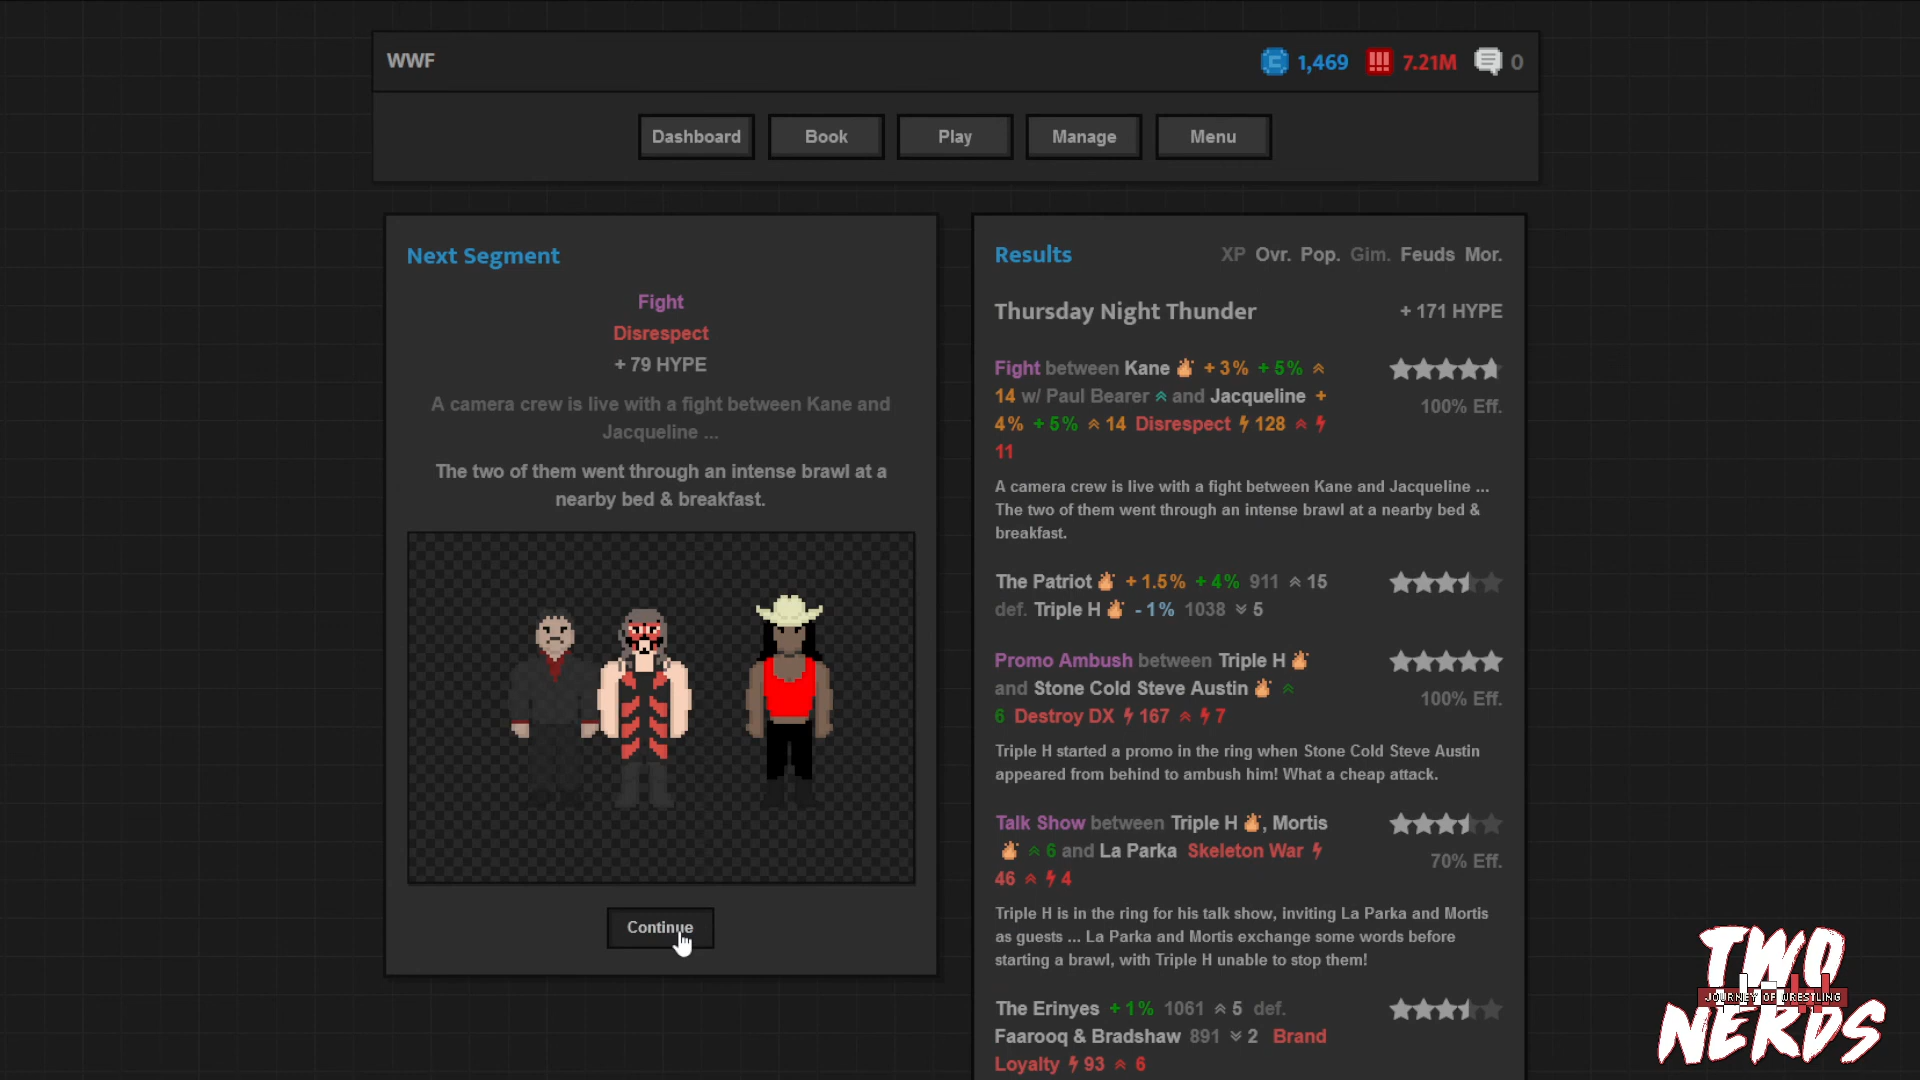 WWF
1,469
7.21M
0
Dashboard
Book
Play
Manage
Menu
Next Segment
Fight
Disrespect
+ 79 HYPE
A camera crew is live with a fight between Kane and
Jacqueline ...
The two of them went through an intense brawl at a
nearby bed & breakfast.
Continue
Results
XP Ovr. Pop. Gim. Feuds Mor.
Thursday Night Thunder
+ 171 HYPE
Fight between Kane + 3% + 5%
14 w/ Paul Bearer and Jacqueline +
4% + 5% 14 Disrespect 128
11
100% Eff.
A camera crew is live with a fight between Kane and Jacqueline ...
The two of them went through an intense brawl at a nearby bed &
breakfast.
The Patriot + 1.5% + 4% 911 15
def. Triple H - 1% 1038 5
Promo Ambush between Triple H
and Stone Cold Steve Austin
6 Destroy DX 167 7
100% Eff.
Triple H started a promo in the ring when Stone Cold Steve Austin
appeared from behind to ambush him! What a cheap attack.
Talk Show between Triple H , Mortis
6 and La Parka Skeleton War
46 4
70% Eff.
Triple H is in the ring for his talk show, inviting La Parka and Mortis
as guests ... La Parka and Mortis exchange some words before
starting a brawl, with Triple H unable to stop them!
The Erinyes + 1% 1061 5 def.
Faarooq & Bradshaw 891 2 Brand
Loyalty 93 6
TWO
JOURNEY OF WRESTLING
NERDS